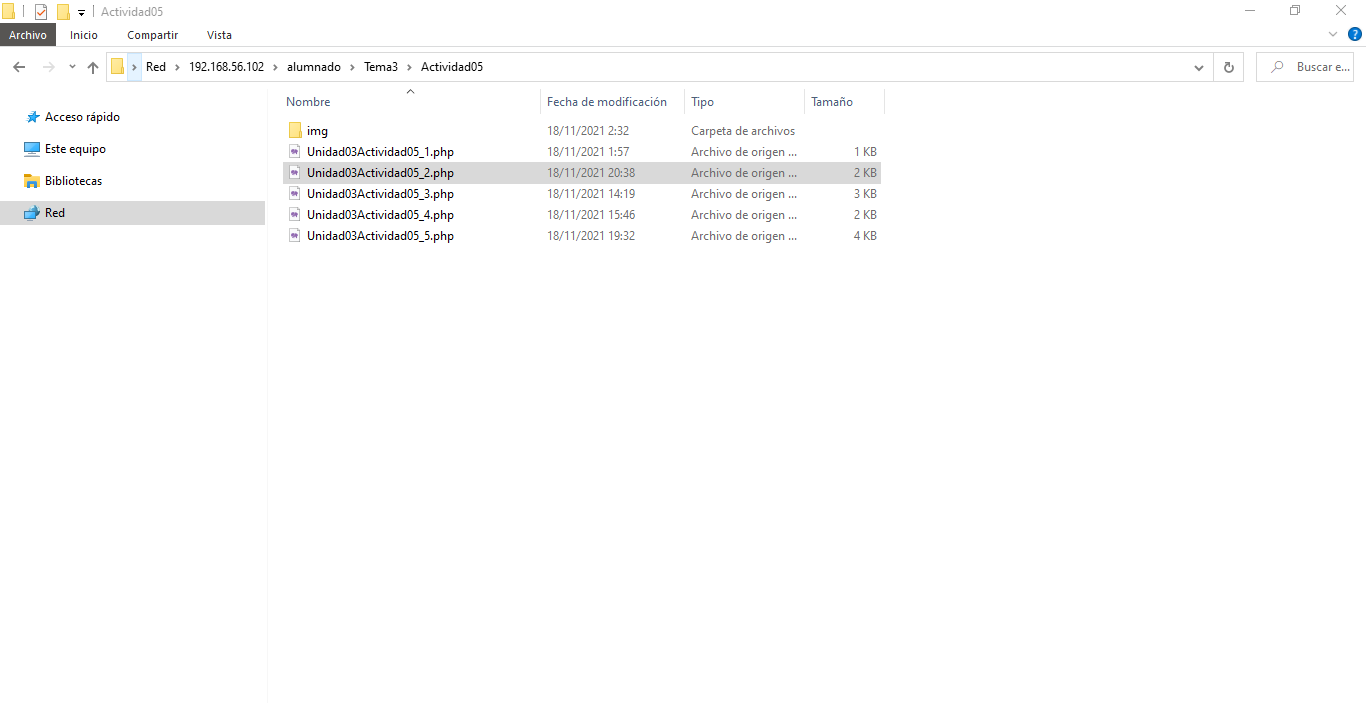 Actividad05
Archivo Inicio Compartir Vista
Red 192.168.56.102 alumnado Tema3 Actividad05 Buscar e...
Acceso rápido
Este equipo
Bibliotecas
Red
Nombre Fecha de modificación Tipo Tamaño
img 18/11/2021 2:32 Carpeta de archivos
Unidad03Actividad05_1.php 18/11/2021 1:57 Archivo de origen ... 1 KB
Unidad03Actividad05_2.php 18/11/2021 20:38 Archivo de origen ... 2 KB
Unidad03Actividad05_3.php 18/11/2021 14:19 Archivo de origen ... 3 KB
Unidad03Actividad05_4.php 18/11/2021 15:46 Archivo de origen ... 2 KB
Unidad03Actividad05_5.php 18/11/2021 19:32 Archivo de origen ... 4 KB